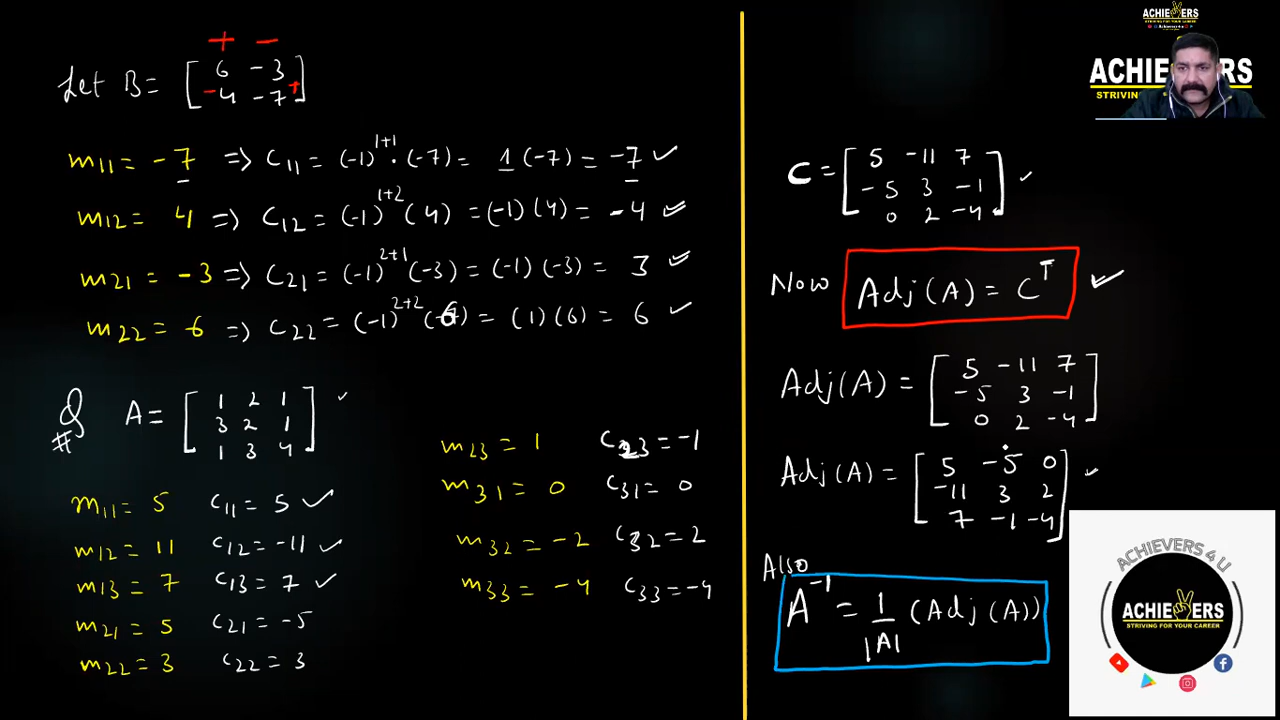 + -
Let B = [ 6 -3
- 4 -7 + ]
m11 = -7 => C11 = (-1)^1+1 . (-7) = 1 (-7) = -7 ✓
m12 = 4 => C12 = (-1)^1+2 (4) = (-1) (4) = -4 ✓
m21 = -3 => C21 = (-1)^2+1 (-3) = (-1) (-3) = 3 ✓
m22 = 6 => C22 = (-1)^2+2 (6) = (1) (6) = 6 ✓
Q # A = [ 1 2 1
3 2 1
1 3 4 ]
m11 = 5 C11 = 5 ✓
m12 = 11 C12 = -11 ✓
m13 = 7 C13 = 7 ✓
m21 = 5 C21 = -5
m22 = 3 C22 = 3
m23 = 1 C23 = -1
m31 = 0 C31 = 0
m32 = -2 C32 = 2
m33 = -4 C33 = -4
ACHIEVERS
STRIVING FOR YOUR CAREER
ACHIE RS
STRIVING
C = [ 5 -11 7
-5 3 -1
0 2 -4 ] ✓
Now Adj (A) = C^T ✓
Adj (A) = [ 5 -11 7
-5 3 -1
0 2 -4 ]
Adj (A) = [ 5 -5 0
-11 3 2
7 -1 -4 ] ✓
Also
A^-1 = 1/|A| (Adj (A))
ACHIEVERS 4 U
ACHIEVERS
STRIVING FOR YOUR CAREER